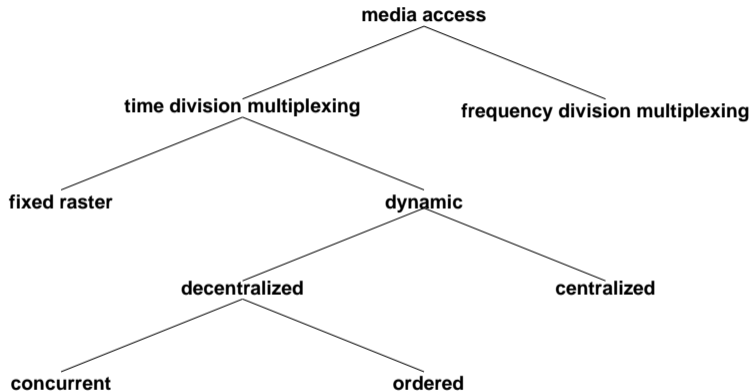 media access
time division multiplexing
frequency division multiplexing
fixed raster
dynamic
decentralized
centralized
concurrent
ordered